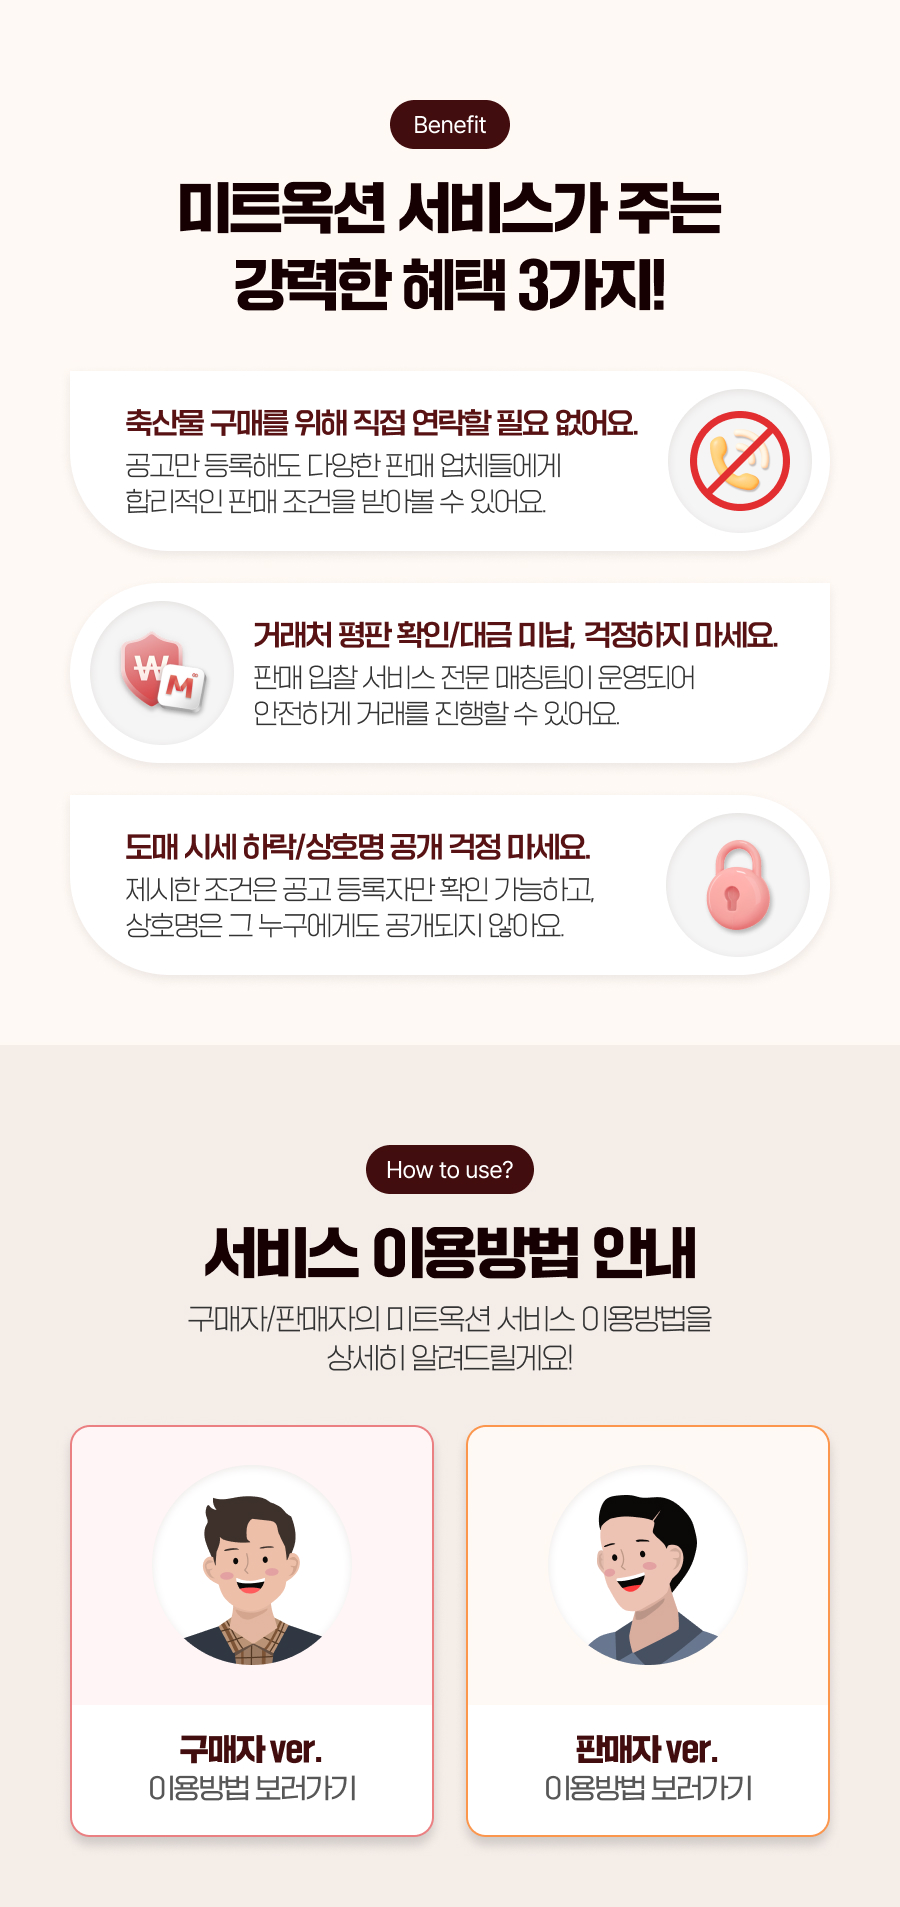 Benefit
미트옥션 서비스가 주는
강력한 혜택 3가지!
축산물 구매를 위해 직접 연락할 필요 없어요.
공고만 등록해도 다양한 판매 업체들에게
합리적인 판매 조건을 받아볼 수 있어요.
거래처 평판 확인/대금 미납, 걱정하지 마세요.
판매 입찰 서비스 전문 매칭팀이 운영되어
안전하게 거래를 진행할 수 있어요.
W
M
도매 시세 하락/상호명 공개 걱정 마세요.
제시한 조건은 공고 등록자만 확인 가능하고,
상호명은 그 누구에게도 공개되지 않아요.
How to use?
서비스 이용방법 안내
구매자/판매자의 미트옥션 서비스 이용방법을
상세히 알려드릴게요!
구매자 ver.
이용방법 보러가기
판매자 ver.
이용방법 보러가기